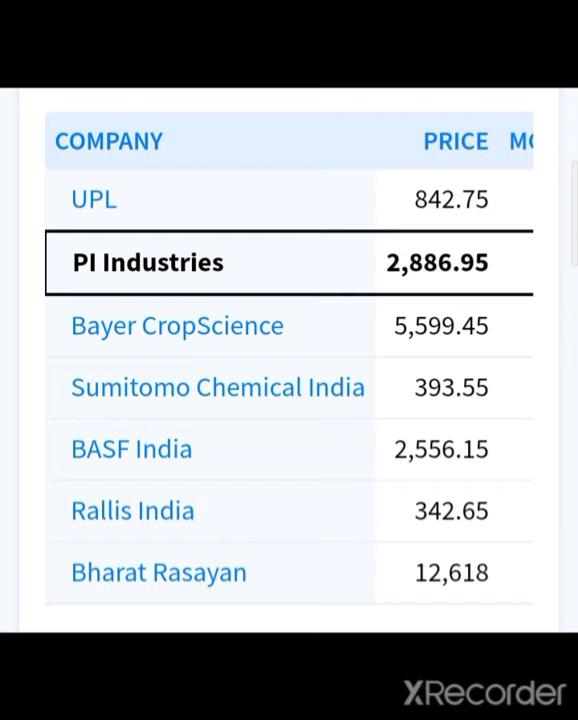 COMPANY PRICE
UPL 842.75
PI Industries 2,886.95
Bayer CropScience 5,599.45
Sumitomo Chemical India 393.55
BASF India 2,556.15
Rallis India 342.65
Bharat Rasayan 12,618
XRecorder